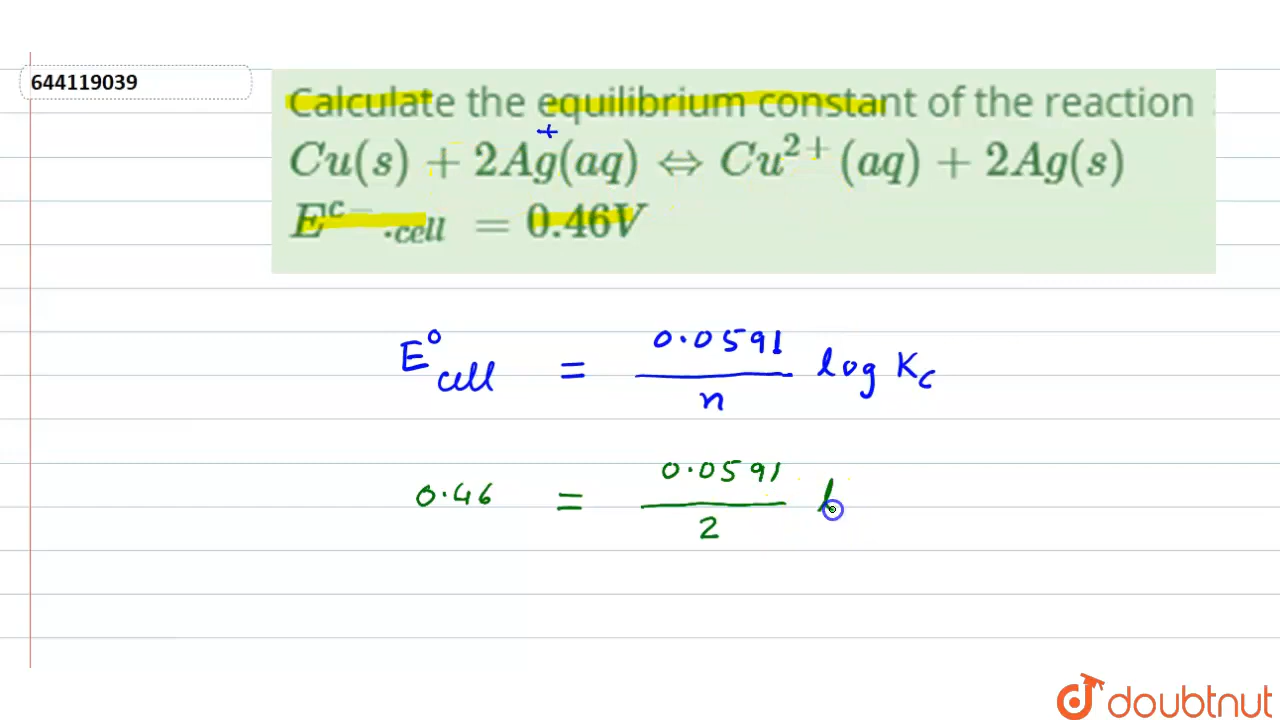 644119039
Calculate the equilibrium constant of the reaction
Cu(s) + 2Ag⁺(aq) ⇔ Cu²⁺ (aq) + 2Ag(s)
E^{c-} ._{cell} = 0.46V
E⁰cell = 0.0591/n log Kc
0.46 = 0.0591/2 l
doubtnut